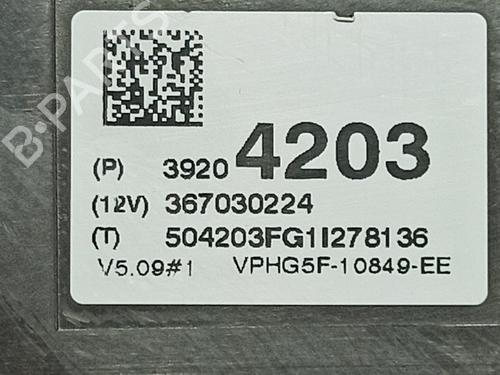 B-PARTS
(P) 3920 4203
(12V) 367030224
(T) 504203FG1I278136
V5.09#1 VPHG5F-10849-EE